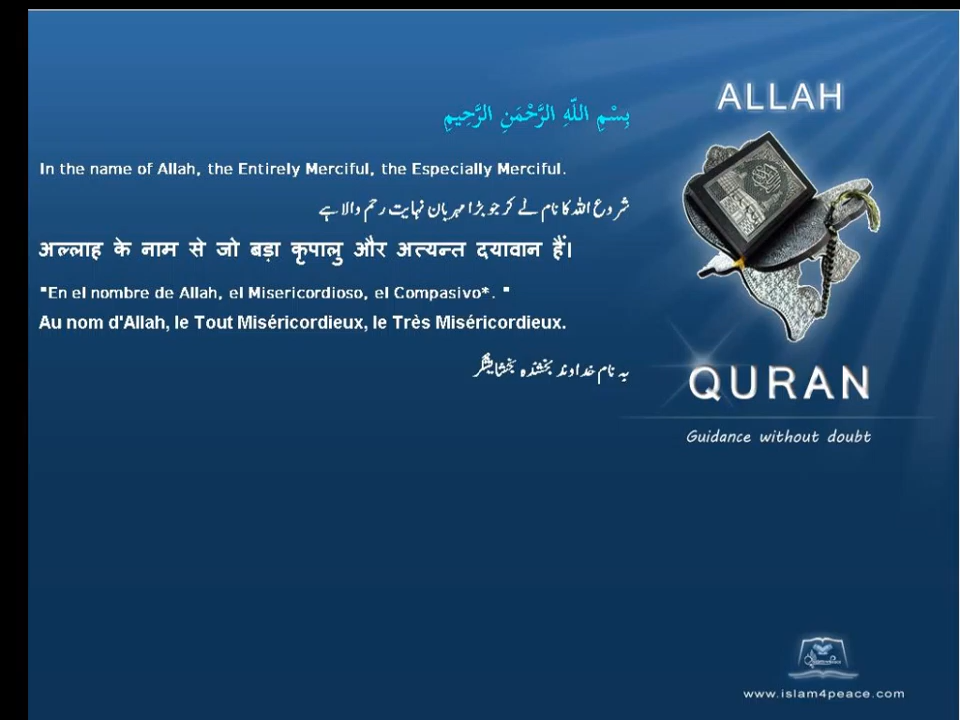 بِسْمِ اللَّهِ الرَّحْمَنِ الرَّحِيمِ
In the name of Allah, the Entirely Merciful, the Especially Merciful.
شروع الله کا نام لے کر جو بڑا مہربان نہایت رحم والا ہے
अल्लाह के नाम से जो बड़ा कृपालु और अत्यन्त दयावान हैं।
"En el nombre de Allah, el Misericordioso, el Compasivo*. "
Au nom d'Allah, le Tout Miséricordieux, le Très Miséricordieux.
به نام خداوند بخشنده بخشایشگر
ALLAH
QURAN
Guidance without doubt
www.islam4peace.com